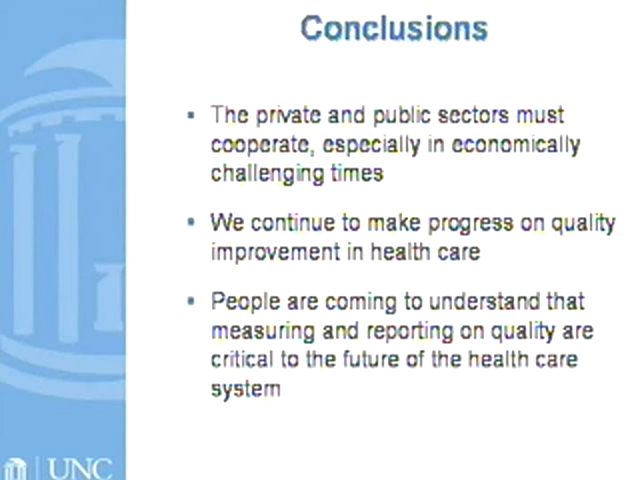 Conclusions
The private and public sectors must
cooperate, especially in economically
challenging times
We continue to make progress on quality
improvement in health care
People are coming to understand that
measuring and reporting on quality are
critical to the future of the health care
system
UNC